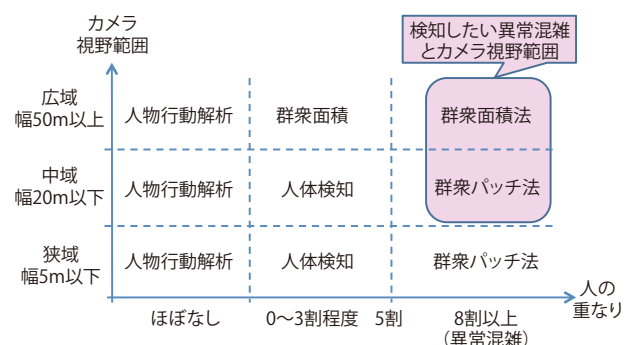 カメラ
視野範囲
検知したい異常混雑
とカメラ視野範囲
広域
幅50m以上
人物行動解析
群衆面積
群衆面積法
中域
幅20m以下
人物行動解析
人体検知
群衆パッチ法
狭域
幅5m以下
人物行動解析
人体検知
群衆パッチ法
ほぼなし
0～3割程度
5割
8割以上
(異常混雑)
人の
重なり